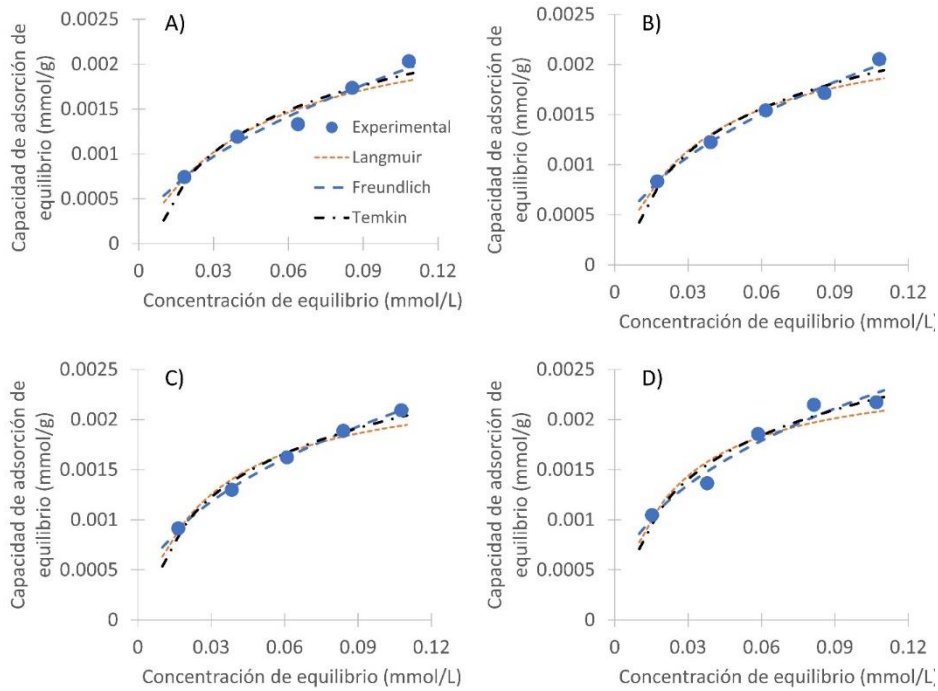 A)
Capacidad de adsorción de
equilibrio (mmol/g)
0.0025
0.002
0.0015
0.001
0.0005
0
Experimental
Langmuir
Freundlich
Temkin
0 0.03 0.06 0.09 0.12
Concentración de equilibrio (mmol/L)
B)
Capacidad de adsorción de
equilibrio (mmol/g)
0.0025
0.002
0.0015
0.001
0.0005
0
0 0.03 0.06 0.09 0.12
Concentración de equilibrio (mmol/L)
C)
Capacidad de adsorción de
equilibrio (mmol/g)
0.0025
0.002
0.0015
0.001
0.0005
0
0 0.03 0.06 0.09 0.12
Concentración de equilibrio (mmol/L)
D)
Capacidad de adsorción de
equilibrio (mmol/g)
0.0025
0.002
0.0015
0.001
0.0005
0
0 0.03 0.06 0.09 0.12
Concentración de equilibrio (mmol/L)